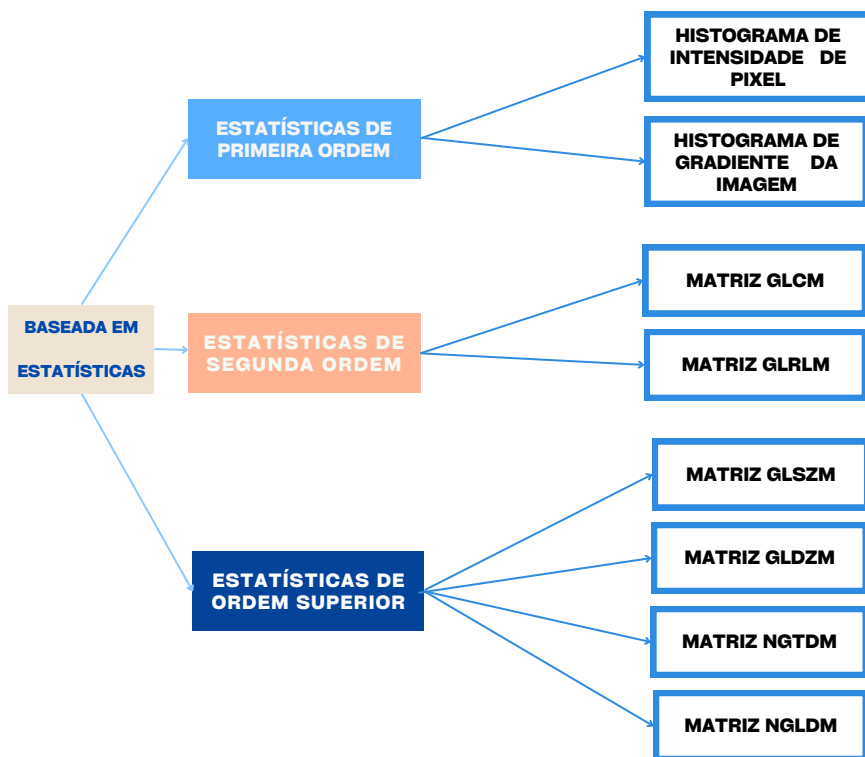 HISTOGRAMA DE
INTENSIDADE DE
PIXEL
ESTATÍSTICAS DE
PRIMEIRA ORDEM
HISTOGRAMA DE
GRADIENTE DA
IMAGEM
MATRIZ GLCM
BASEADA EM
ESTATÍSTICAS
ESTATÍSTICAS DE
SEGUNDA ORDEM
MATRIZ GLRLM
MATRIZ GLSZM
MATRIZ GLDZM
ESTATÍSTICAS DE
ORDEM SUPERIOR
MATRIZ NGTDM
MATRIZ NGLDM